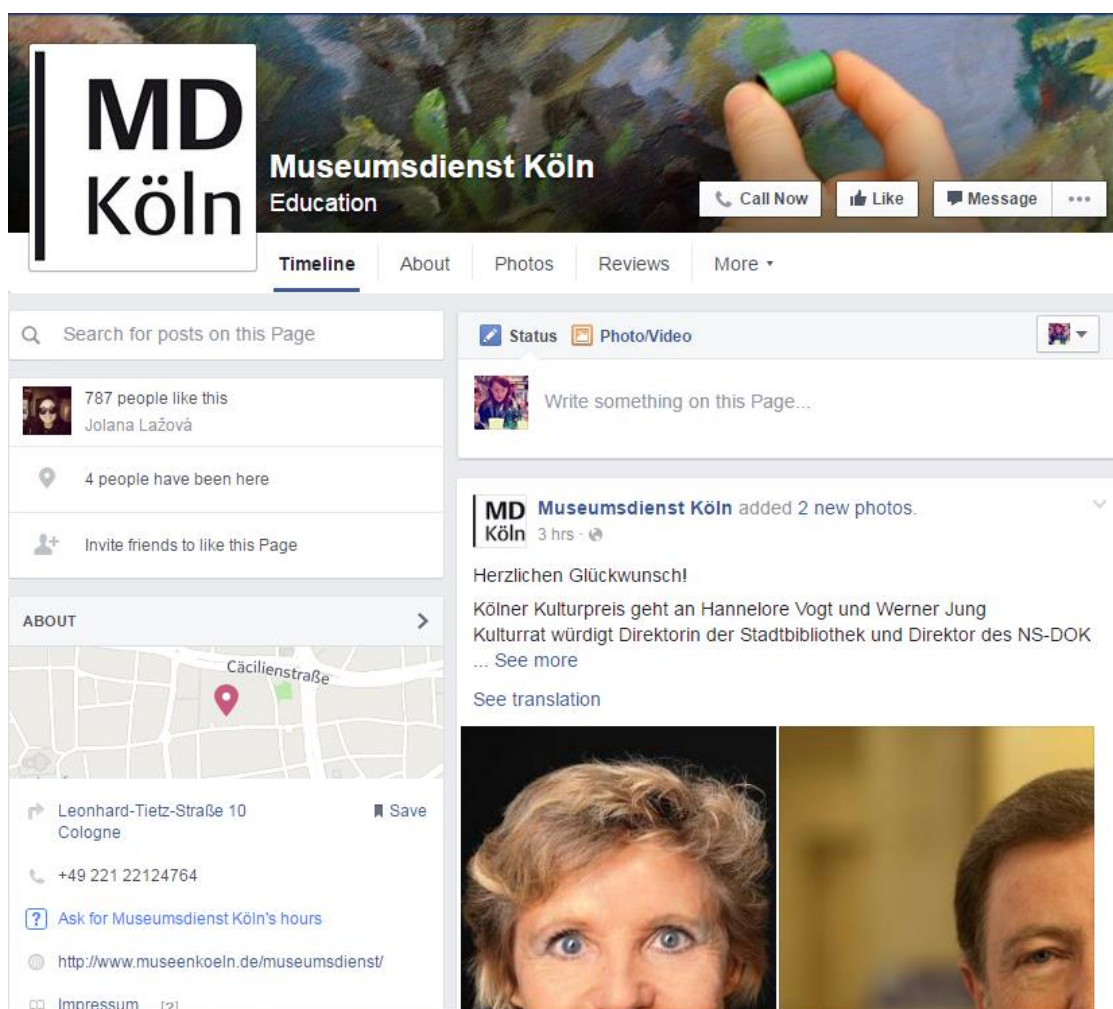 MD
Köln
Museumsdienst Köln
Education
Call Now
Like
Message
Timeline
About
Photos
Reviews
More
Search for posts on this Page
787 people like this
Jolana Lažová
4 people have been here
Invite friends to like this Page
ABOUT
Cäcilienstraße
Leonhard-Tietz-Straße 10
Cologne
Save
+49 221 22124764
Ask for Museumsdienst Köln's hours
http://www.museenkoeln.de/museumsdienst/
Impressum [?]
Status
Photo/Video
Write something on this Page...
MD
Köln
Museumsdienst Köln added 2 new photos.
3 hrs ·
Herzlichen Glückwunsch!
Kölner Kulturpreis geht an Hannelore Vogt und Werner Jung
Kulturrat würdigt Direktorin der Stadtbibliothek und Direktor des NS-DOK
... See more
See translation